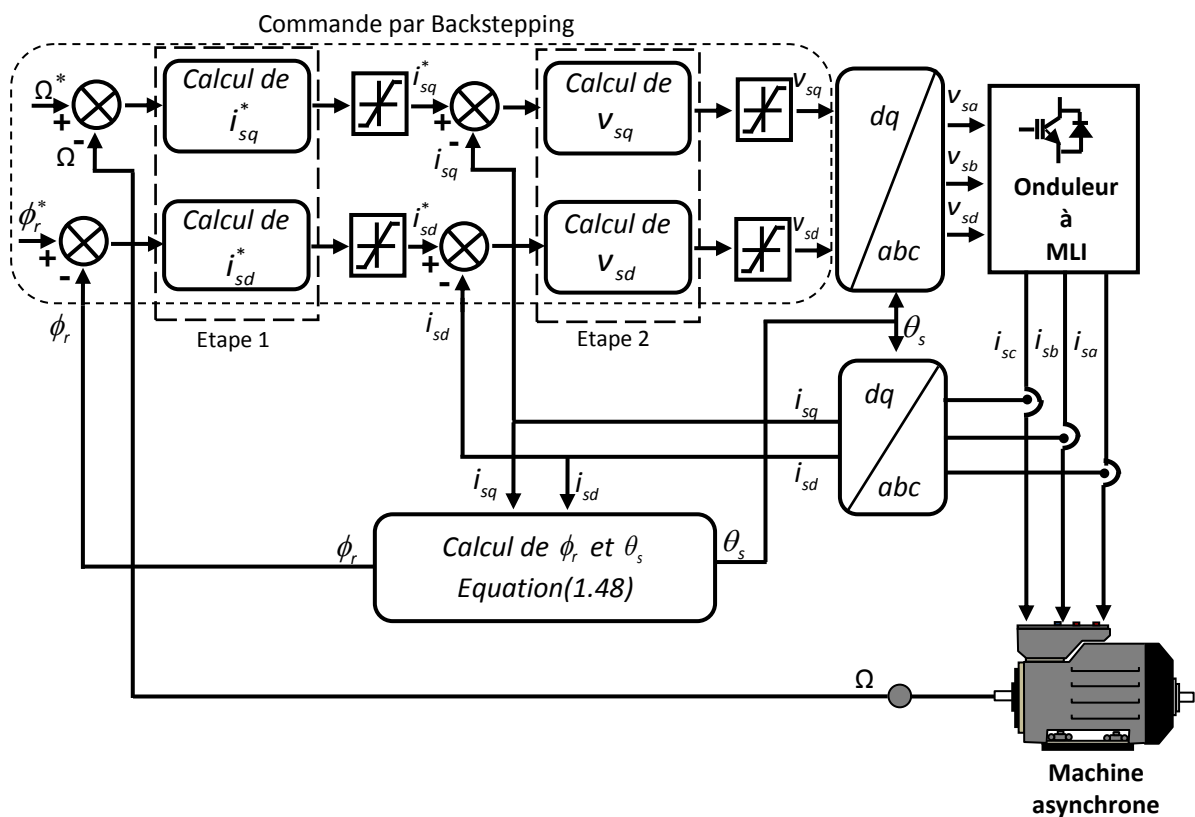 Commande par Backstepping
Ω*
+
-
Ω
Calcul de
i*sq
i*sq
+
-
isq
Calcul de
vsq
vsq
dq
abc
vsa
vsb
vsd
Onduleur
à
MLI
ϕr*
+
-
ϕr
Calcul de
i*sd
i*sd
+
-
isd
Calcul de
vsd
vsd
Etape 1
Etape 2
θs
isc
isb
isa
isq
isd
dq
abc
isq
isd
ϕr
Calcul de ϕr et θs
Equation(1.48)
θs
Ω
Machine
asynchrone